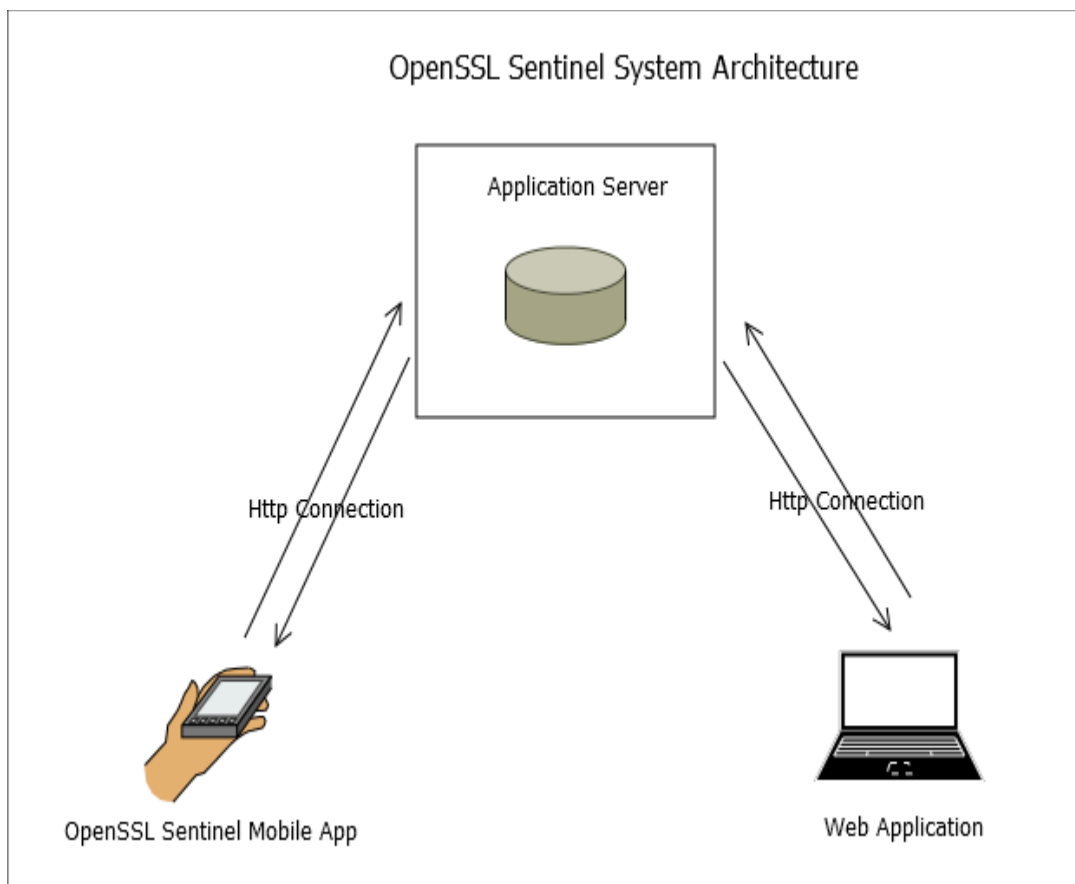 OpenSSL Sentinel System Architecture
Application Server
Http Connection
Http Connection
OpenSSL Sentinel Mobile App
Web Application